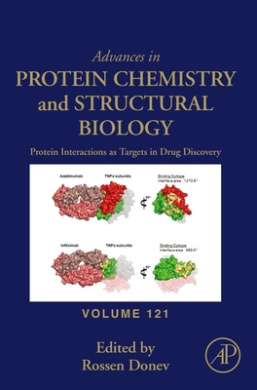 Advances in
PROTEIN CHEMISTRY
and STRUCTURAL
BIOLOGY
Protein Interactions as Targets in Drug Discovery
Adalimumab
TNFα subunits
Binding Epitope
Infliximab
TNFα subunits
Binding Epitope
VOLUME 121
Edited by
Rossen Donev
AP